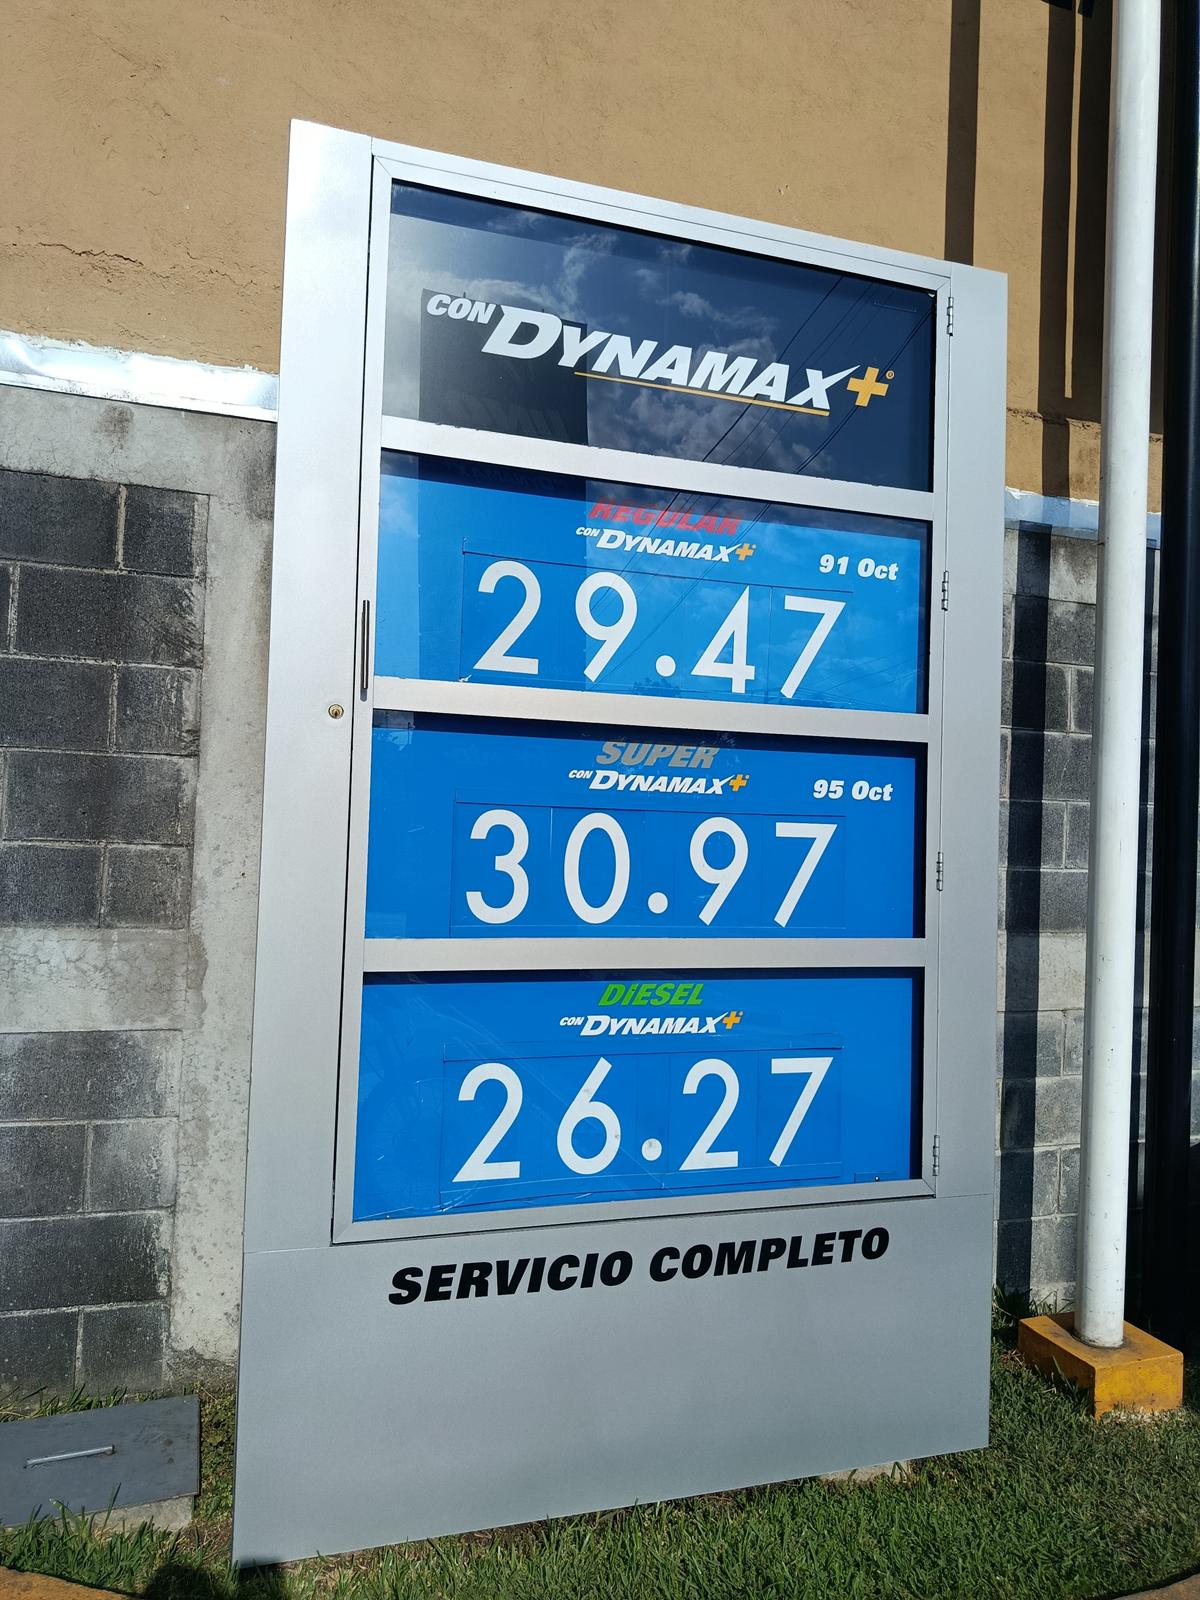 CON DYNAMAX+
REGULAR
CON DYNAMAX+
91 Oct
29.47
SUPER
CON DYNAMAX+
95 Oct
30.97
DiESEL
CON DYNAMAX+
26.27
SERVICIO COMPLETO